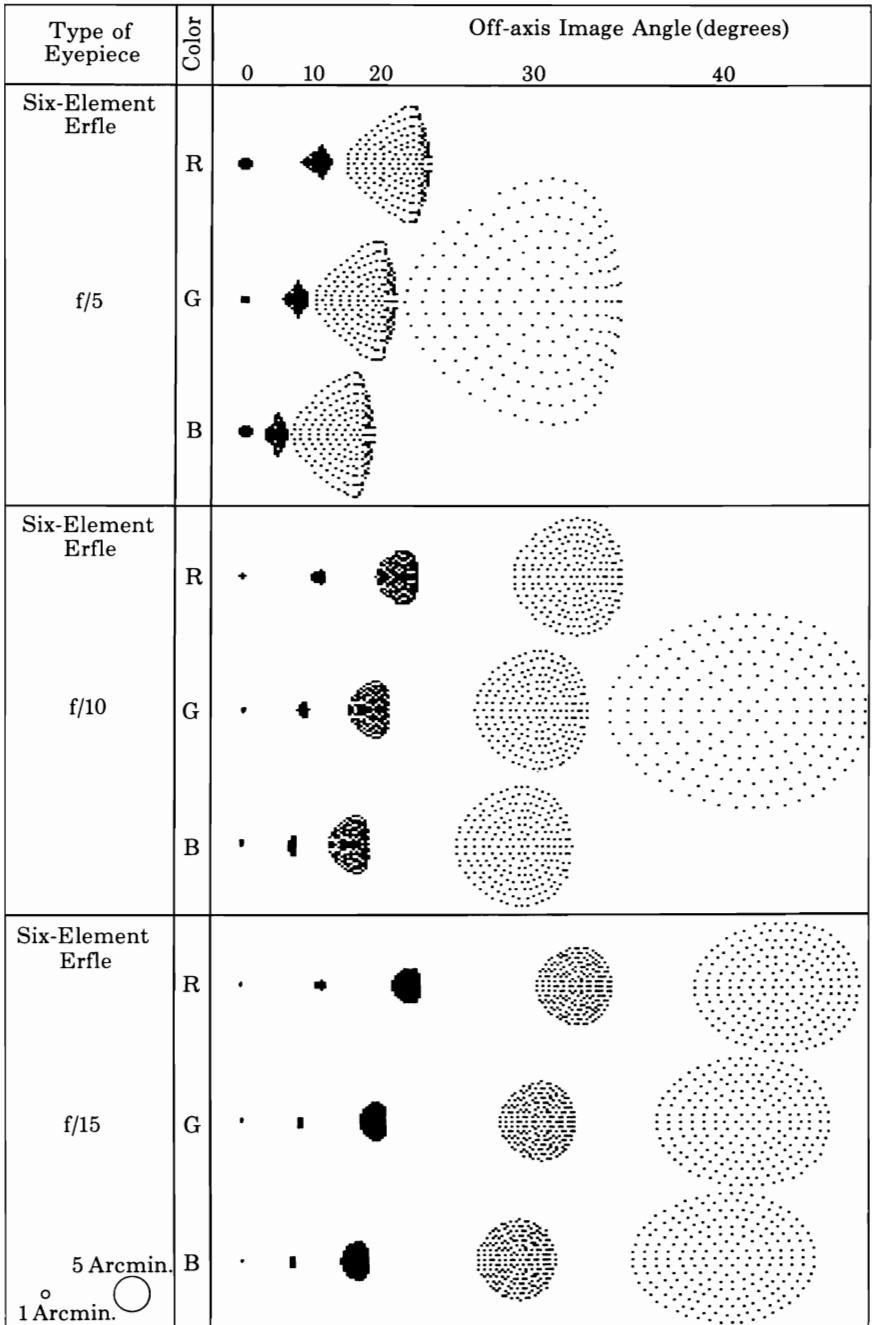 Type of
Eyepiece
Color
Off-axis Image Angle (degrees)
0 10 20 30 40
Six-Element
Erfle
f/5
R
G
B
Six-Element
Erfle
f/10
R
G
B
Six-Element
Erfle
f/15
R
G
B
5 Arcmin.
1 Arcmin.